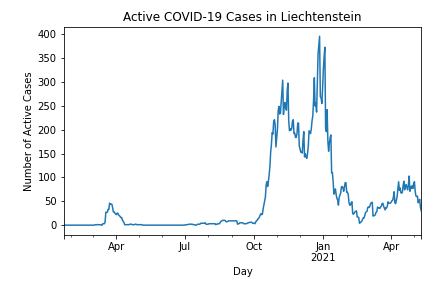 Active COVID-19 Cases in Liechtenstein
400
350
300
250
200
150
100
50
0
Number of Active Cases
Apr
Jul
Oct
Jan
2021
Apr
Day